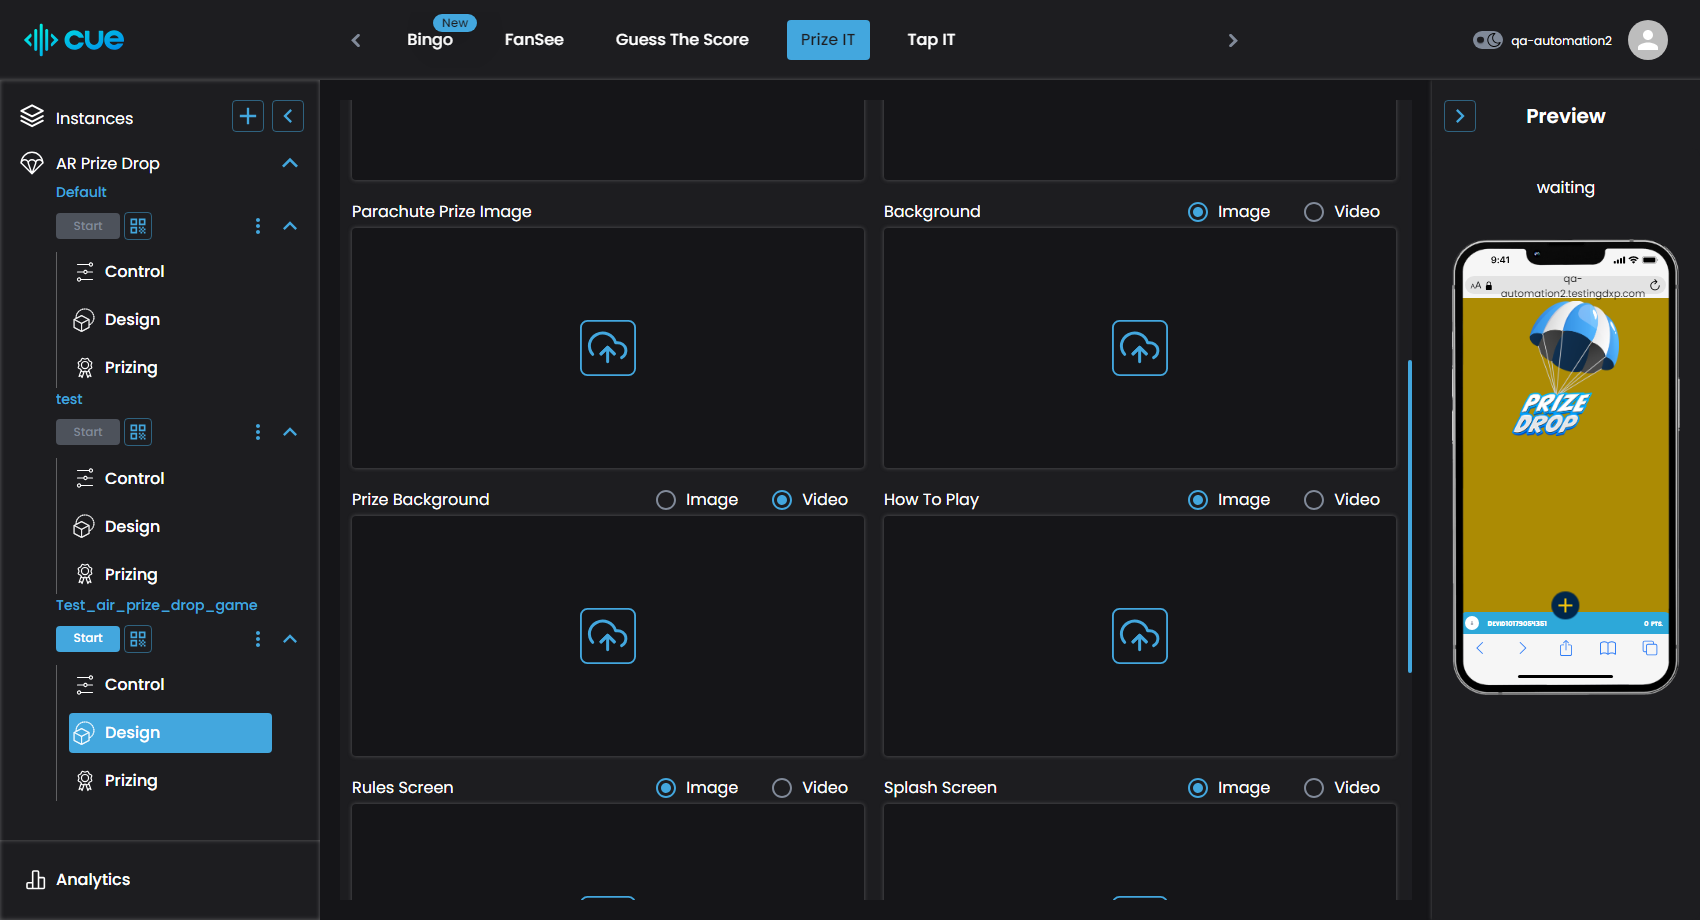 cue
New
Bingo
FanSee
Guess The Score
Prize IT
Tap IT
qa-automation2
Instances
AR Prize Drop
Default
Start
Control
Design
Prizing
test
Start
Control
Design
Prizing
Test_air_prize_drop_game
Start
Control
Design
Prizing
Analytics
Parachute Prize Image
Background
Image
Video
Prize Background
Image
Video
How To Play
Image
Video
Rules Screen
Image
Video
Splash Screen
Image
Video
Preview
waiting
9:41
AA
qa-
automation2.testingdxp.com
PRIZE
DROP
0 PTS.